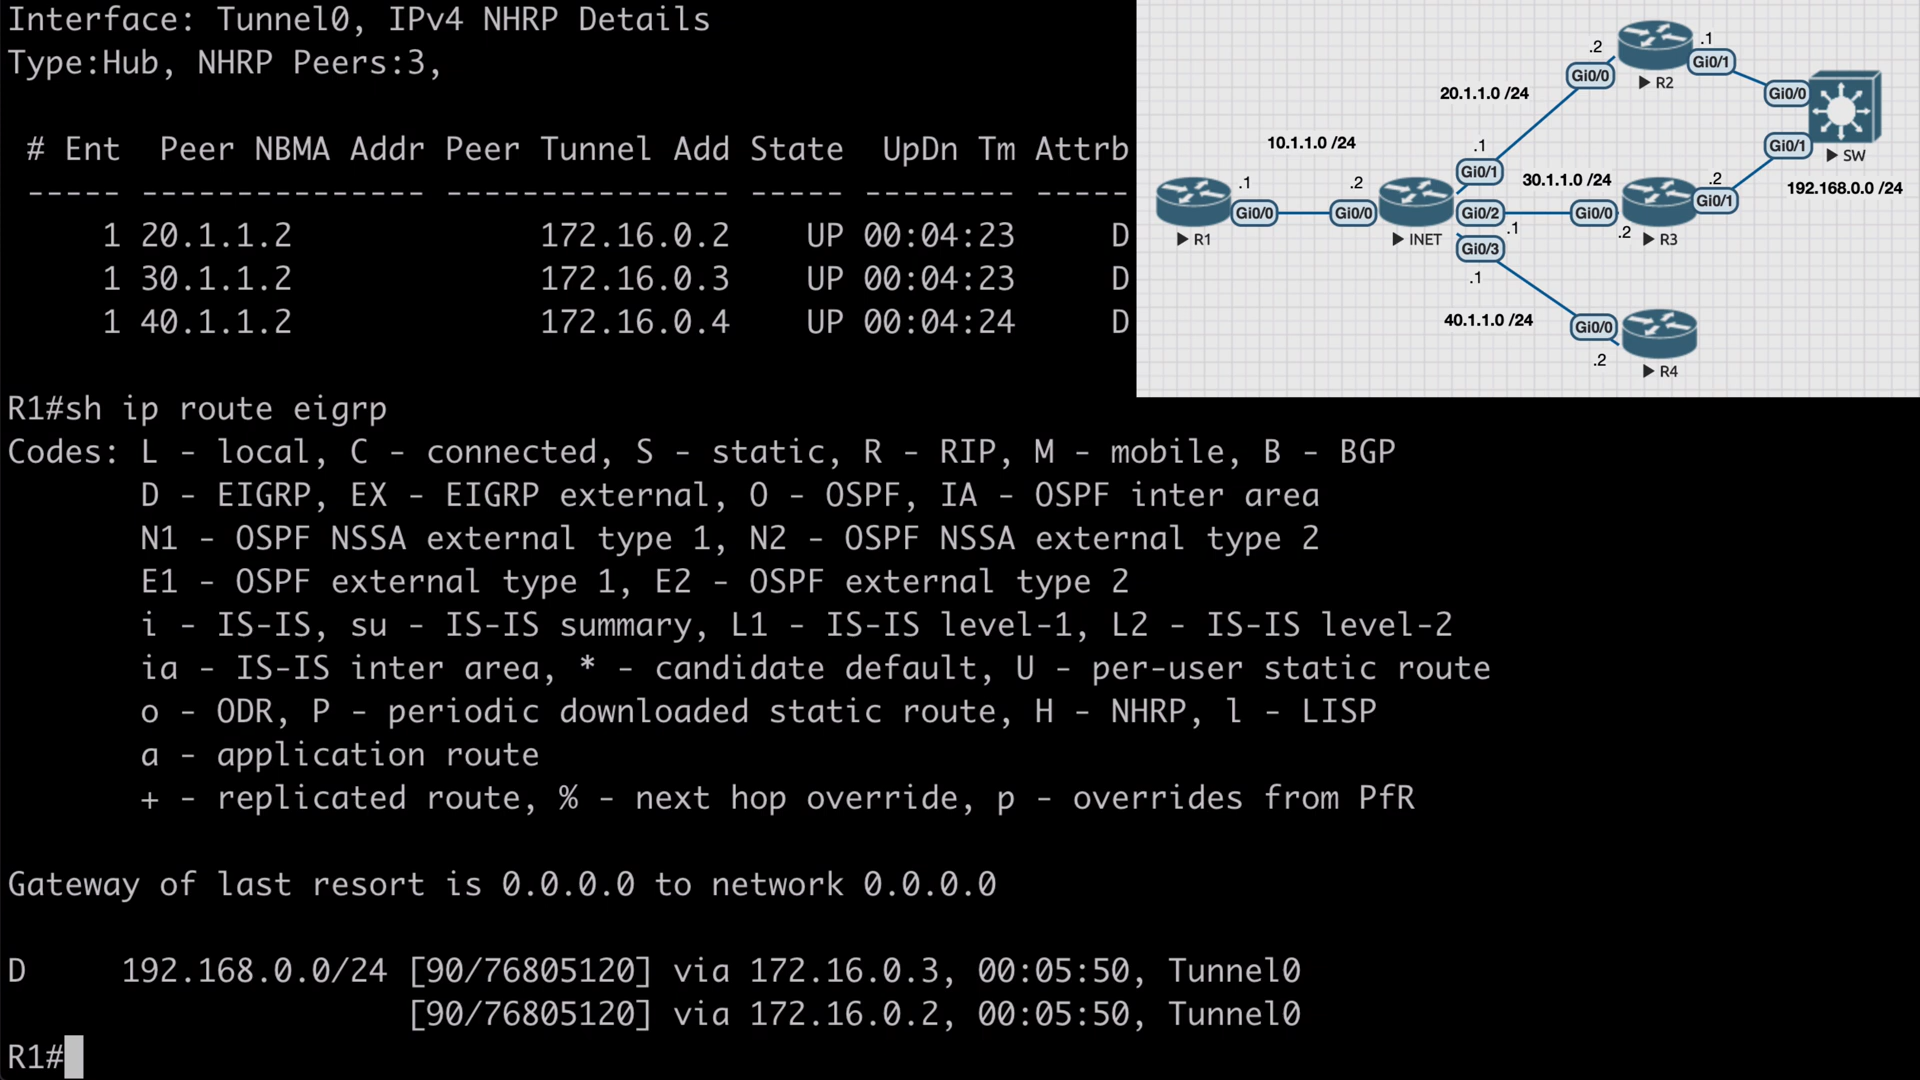 Interface: Tunnel0, IPv4 NHRP Details
Type:Hub, NHRP Peers:3,
# Ent  Peer NBMA Addr Peer Tunnel Add State  UpDn Tm Attrb
----- --------------- --------------- ----- -------- -----
1 20.1.1.2 172.16.0.2 UP 00:04:23 D
1 30.1.1.2 172.16.0.3 UP 00:04:23 D
1 40.1.1.2 172.16.0.4 UP 00:04:24 D
R1#sh ip route eigrp
Codes: L - local, C - connected, S - static, R - RIP, M - mobile, B - BGP
D - EIGRP, EX - EIGRP external, O - OSPF, IA - OSPF inter area
N1 - OSPF NSSA external type 1, N2 - OSPF NSSA external type 2
E1 - OSPF external type 1, E2 - OSPF external type 2
i - IS-IS, su - IS-IS summary, L1 - IS-IS level-1, L2 - IS-IS level-2
ia - IS-IS inter area, * - candidate default, U - per-user static route
o - ODR, P - periodic downloaded static route, H - NHRP, l - LISP
a - application route
+ - replicated route, % - next hop override, p - overrides from PfR
Gateway of last resort is 0.0.0.0 to network 0.0.0.0
D 192.168.0.0/24 [90/76805120] via 172.16.0.3, 00:05:50, Tunnel0
[90/76805120] via 172.16.0.2, 00:05:50, Tunnel0
R1#
.2
.1
Gi0/0
Gi0/1
R2
20.1.1.0 /24
Gi0/0
10.1.1.0 /24
.1
Gi0/1
Gi0/1
SW
.1
.2
Gi0/0
Gi0/0
R1
INET
30.1.1.0 /24
Gi0/2
Gi0/0
.2
Gi0/1
192.168.0.0 /24
.1
.2
R3
Gi0/3
.1
40.1.1.0 /24
Gi0/0
.2
R4